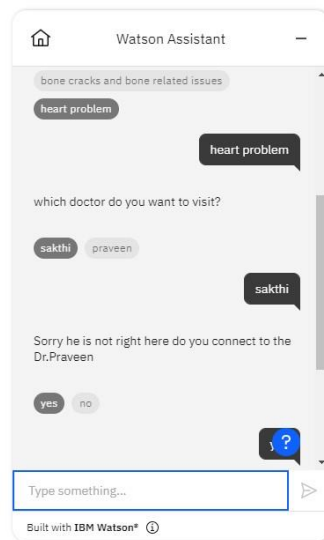 Watson Assistant
bone cracks and bone related issues
heart problem
heart problem
which doctor do you want to visit?
sakthi praveen
sakthi
Sorry he is not right here do you connect to the
Dr.Praveen
yes no
?
Type something...
Built with IBM Watson®